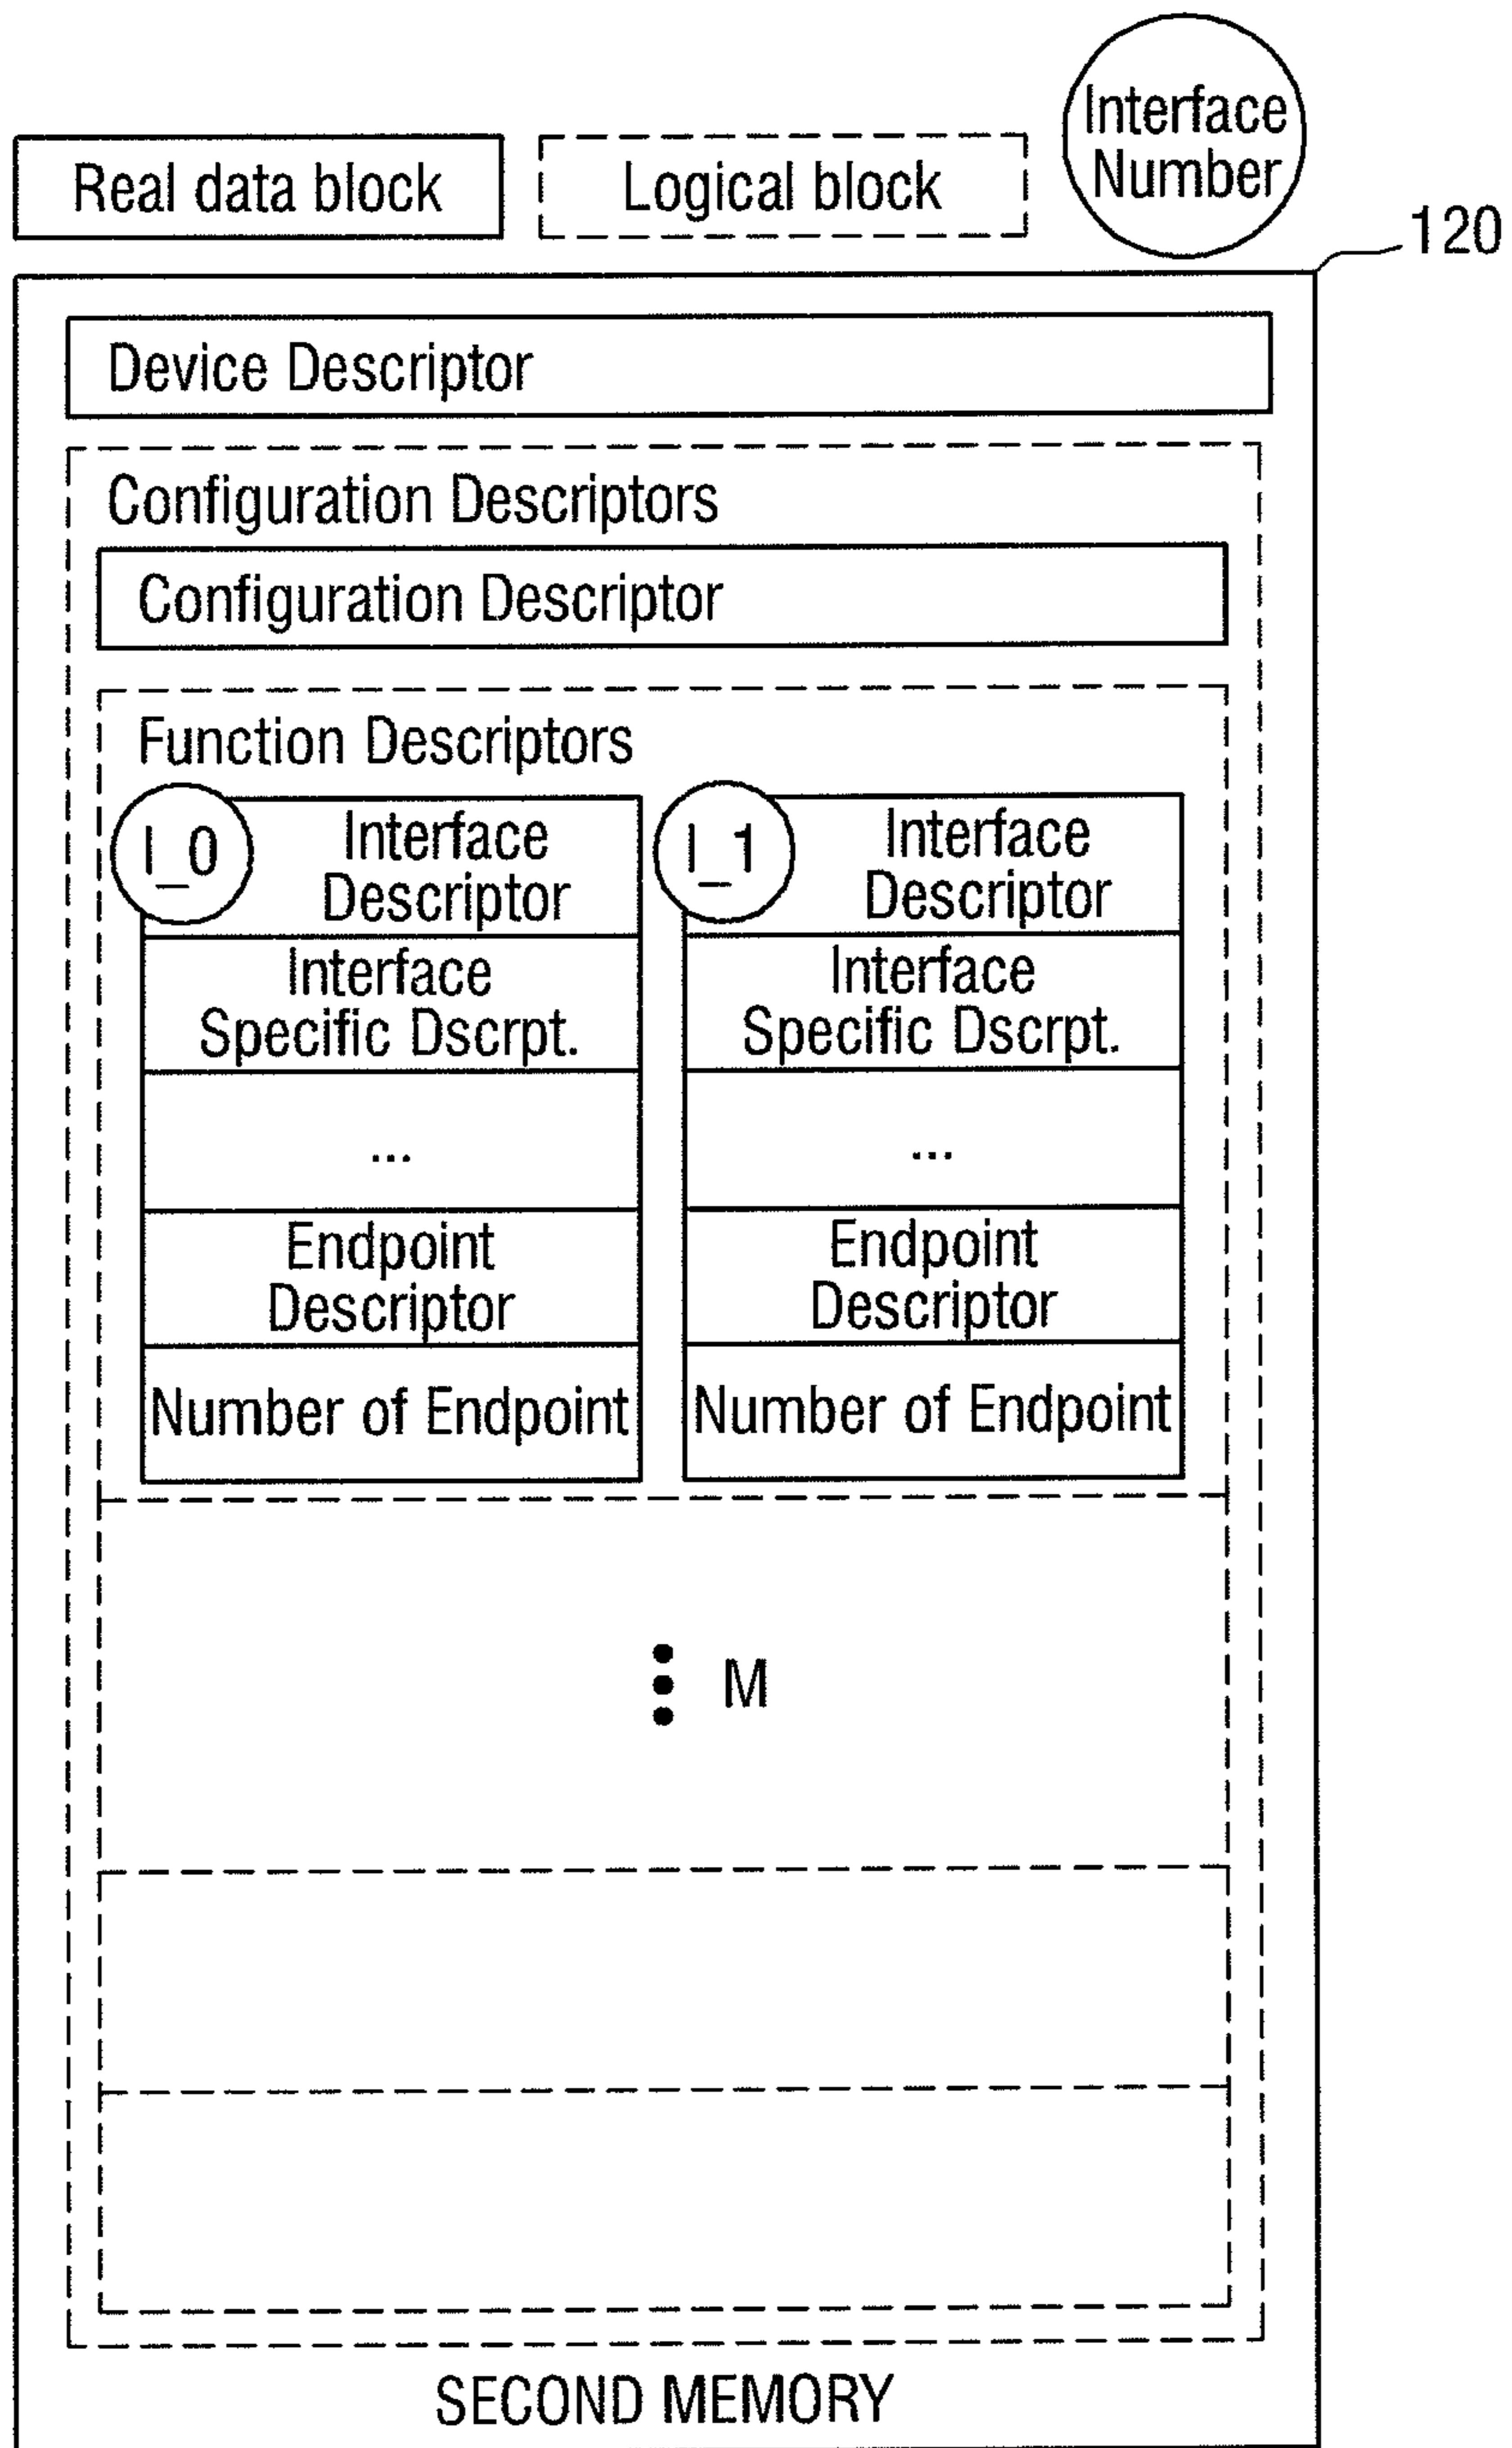 Interface
Number
Real data block
Logical block
120
Device Descriptor
Configuration Descriptors
Configuration Descriptor
Function Descriptors
I_0
Interface
Descriptor
Interface
Specific Dscrpt.
...
Endpoint
Descriptor
Number of Endpoint
I_1
Interface
Descriptor
Interface
Specific Dscrpt.
...
Endpoint
Descriptor
Number of Endpoint
M
SECOND MEMORY